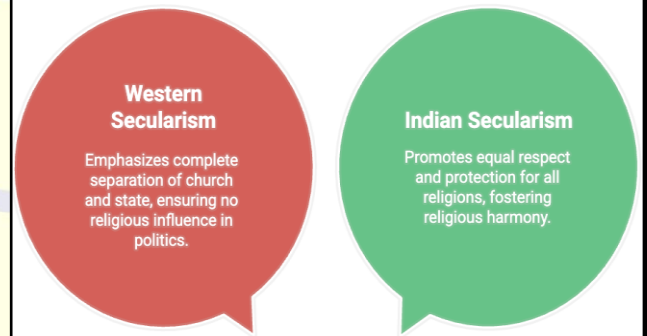 Western
Secularism
Emphasizes complete
separation of church
and state, ensuring no
religious influence in
politics.
Indian Secularism
Promotes equal respect
and protection for all
religions, fostering
religious harmony.